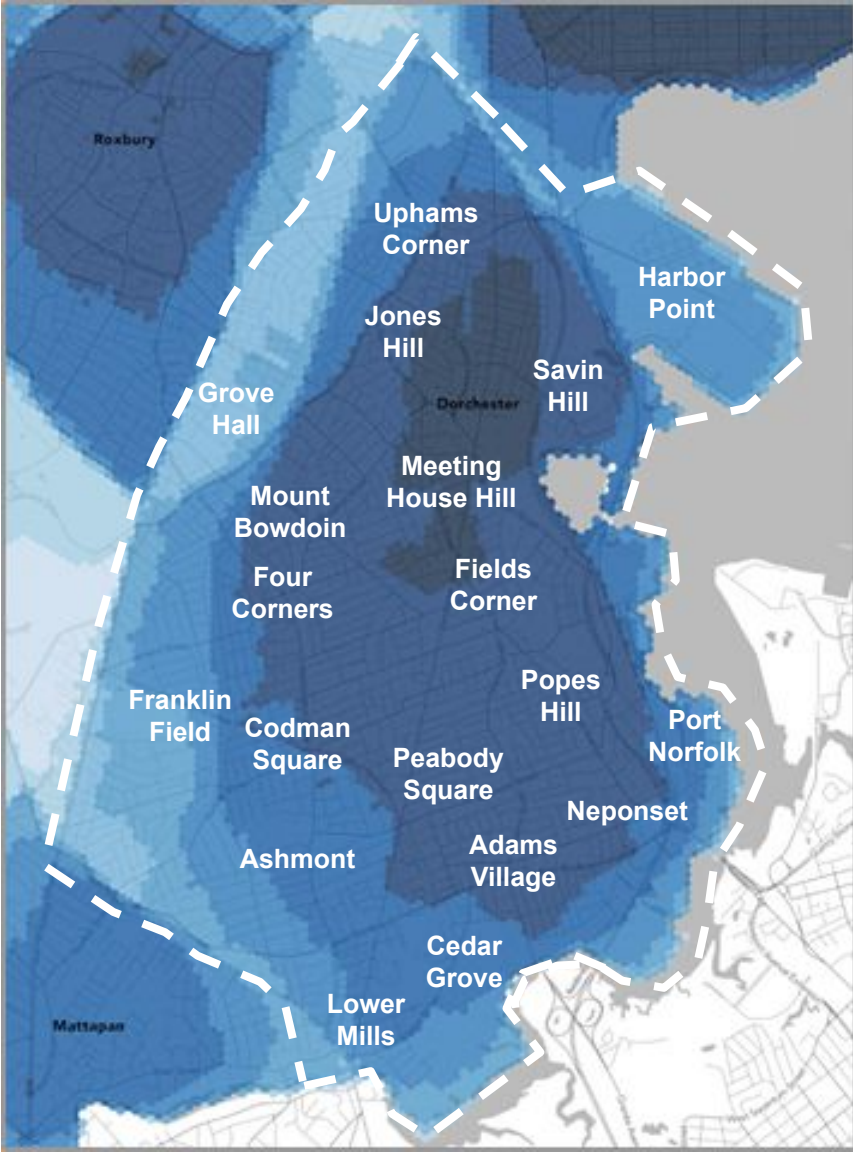 Roxbury
Uphams
Corner
Harbor
Point
Jones
Hill
Savin
Hill
Grove
Hall
Dorchester
Meeting
House Hill
Mount
Bowdoin
Four
Corners
Fields
Corner
Franklin
Field
Popes
Hill
Codman
Square
Port
Norfolk
Peabody
Square
Neponset
Ashmont
Adams
Village
Cedar
Grove
Lower
Mills
Mattapan